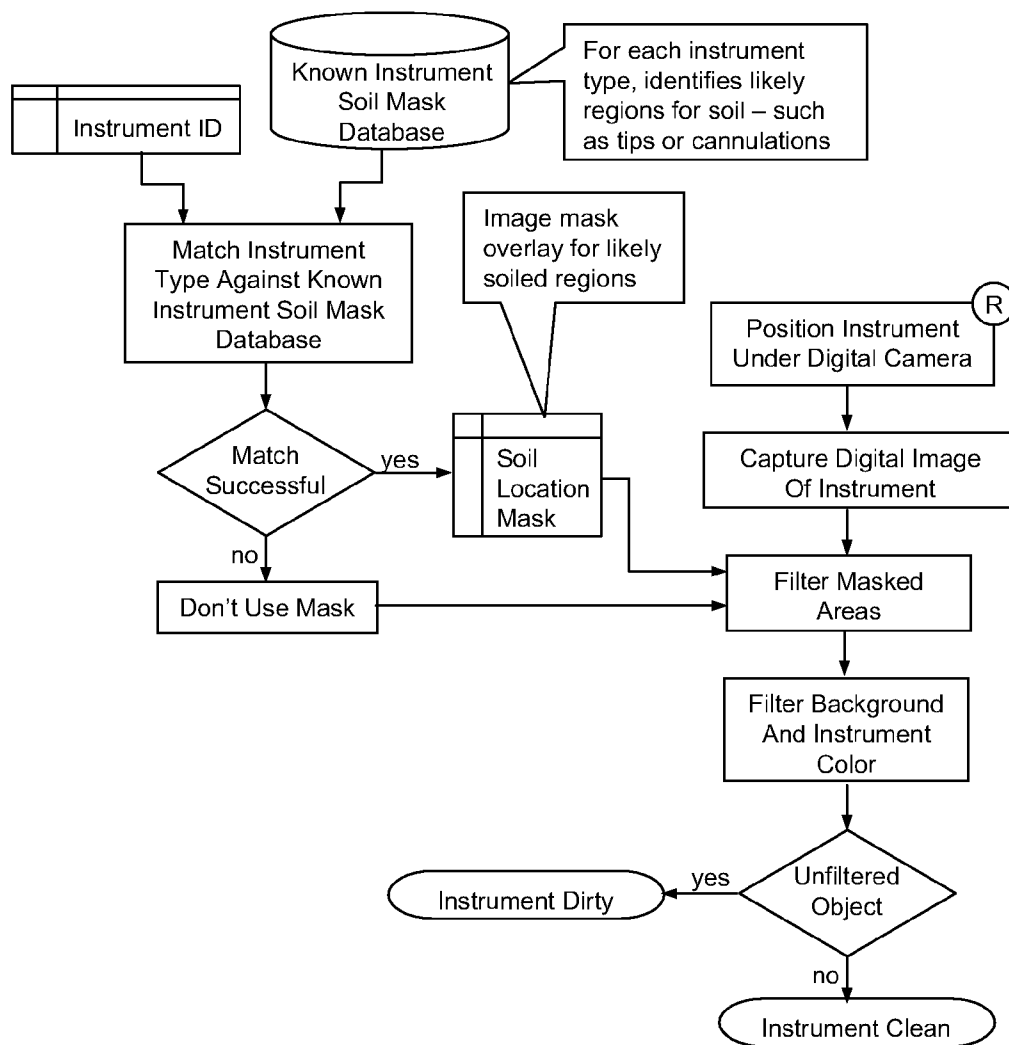 Known Instrument
Soil Mask
Database
For each instrument
type, identifies likely
regions for soil – such
as tips or cannulations
Instrument ID
Match Instrument
Type Against Known
Instrument Soil Mask
Database
Image mask
overlay for likely
soiled regions
R
Position Instrument
Under Digital Camera
Match
Successful
yes
no
Soil
Location
Mask
Capture Digital Image
Of Instrument
Don't Use Mask
Filter Masked
Areas
Filter Background
And Instrument
Color
Unfiltered
Object
yes
Instrument Dirty
no
Instrument Clean